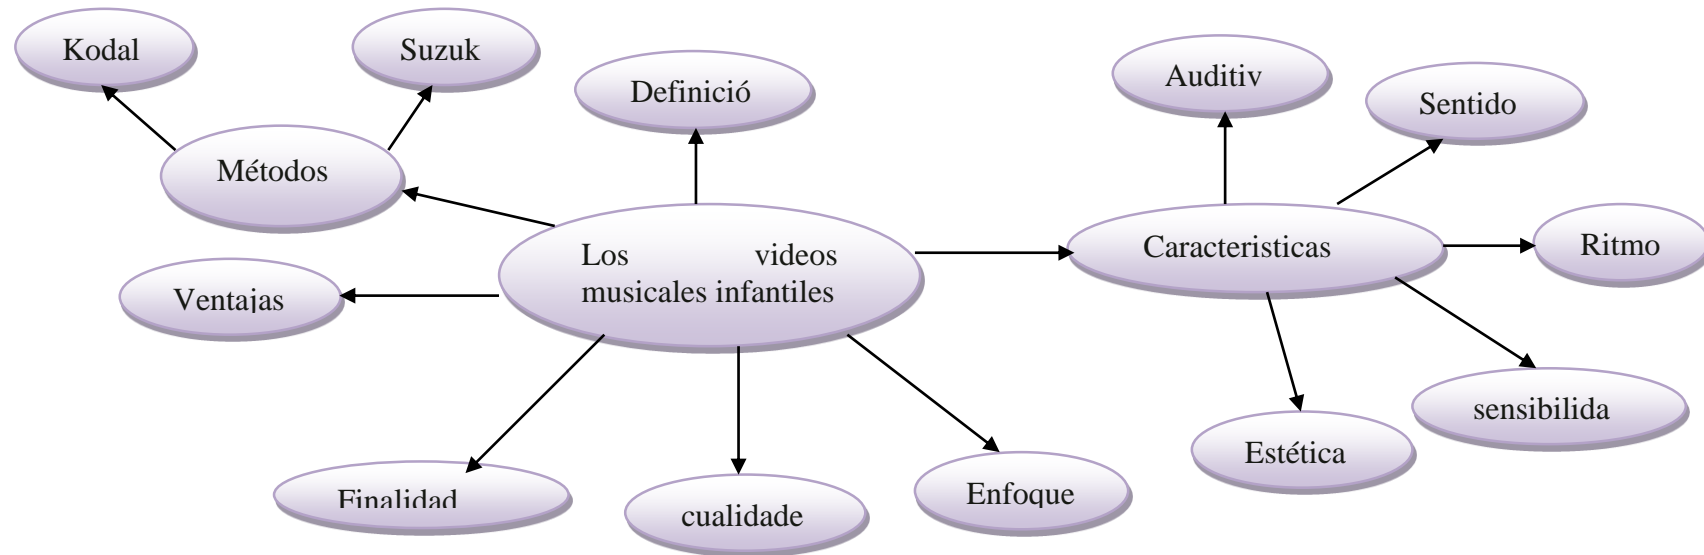 Kodal
Suzuk
Definició
Auditiv
Sentido
Métodos
Los videos
musicales infantiles
Caracteristicas
Ritmo
Ventajas
sensibilida
Estética
Finalidad
cualidade
Enfoque